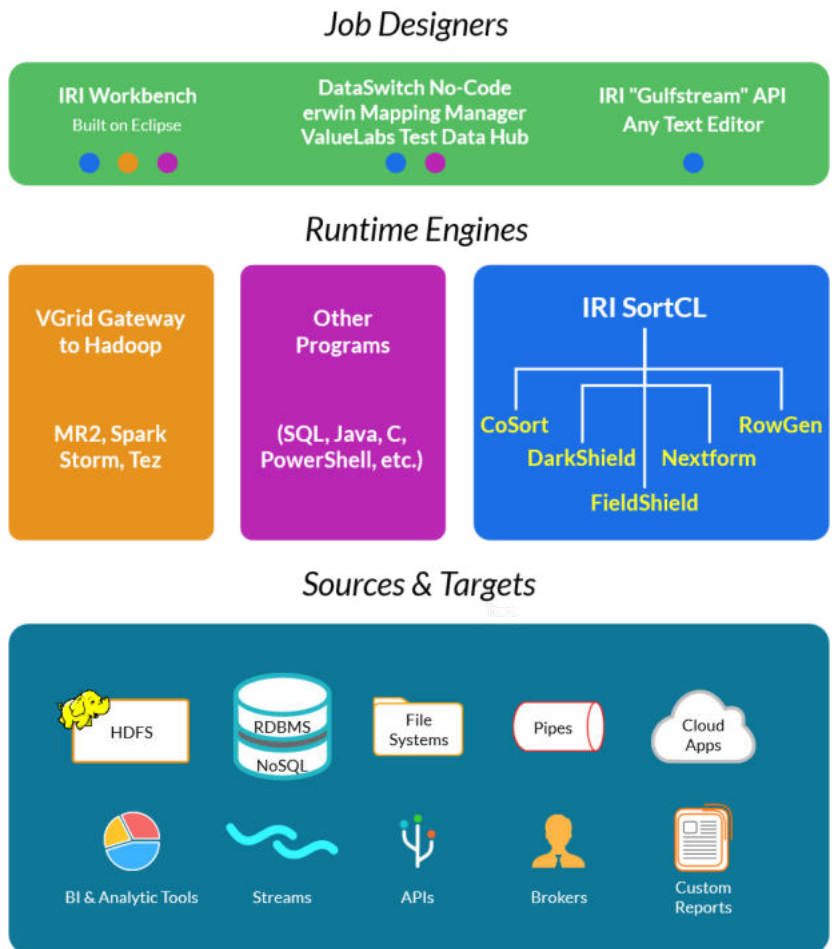 Job Designers
IRI Workbench
Built on Eclipse
DataSwitch No-Code
erwin Mapping Manager
ValueLabs Test Data Hub
IRI "Gulfstream" API
Any Text Editor
Runtime Engines
VGrid Gateway
to Hadoop
MR2, Spark
Storm, Tez
Other
Programs
(SQL, Java, C,
PowerShell, etc.)
IRI SortCL
CoSort
RowGen
DarkShield
Nextform
FieldShield
Sources & Targets
HDFS
RDBMS
NoSQL
File
Systems
Pipes
Cloud
Apps
BI & Analytic Tools
Streams
APIs
Brokers
Custom
Reports